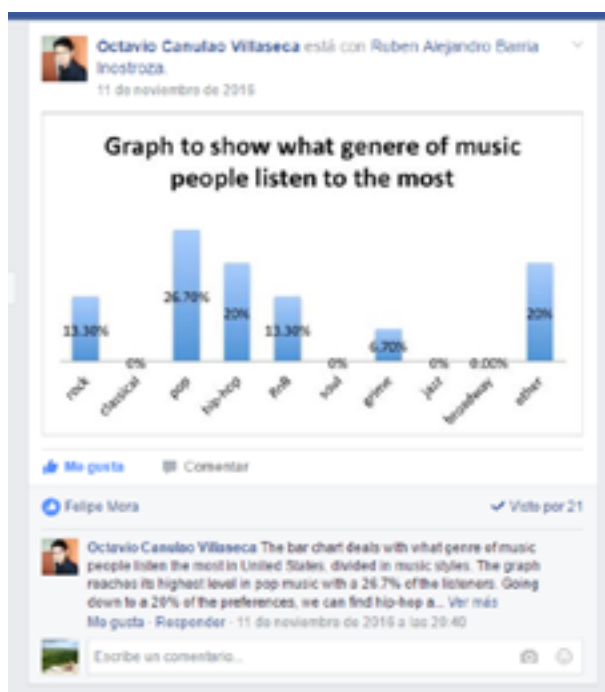 Octavio Canulao Villaseca está con Ruben Alejandro Barria
Inostroza.
11 de noviembre de 2016
Graph to show what genere of music
people listen to the most
13.30%
0%
26.70%
20%
13.30%
0%
6.70%
0%
0.00%
20%
rock
classical
pop
hip-hop
RnB
soul
grime
jazz
broadway
other
Me gusta Comentar
Felipe Mora Visto por 21
Octavio Canulao Villaseca The bar chart deals with what genre of music
people listen the most in United States, divided in music styles. The graph
reaches its highest level in pop music with a 26.7% of the listeners. Going
down to a 20% of the preferences, we can find hip-hop a... Ver más
Me gusta · Responder · 11 de noviembre de 2016 a las 20:40
Escribe un comentario...